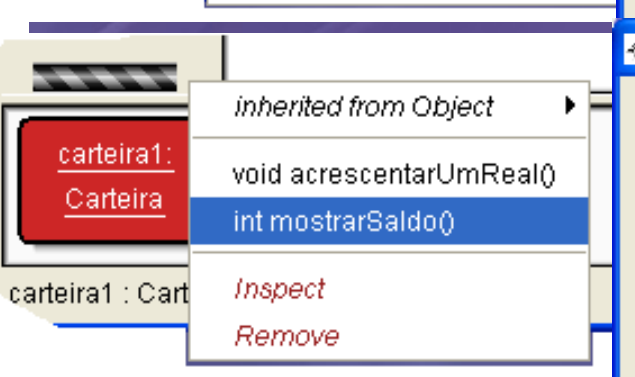 carteira1:
Carteira
inherited from Object
void acrescentarUmReal()
int mostrarSaldo()
Inspect
Remove
carteira1 : Cart